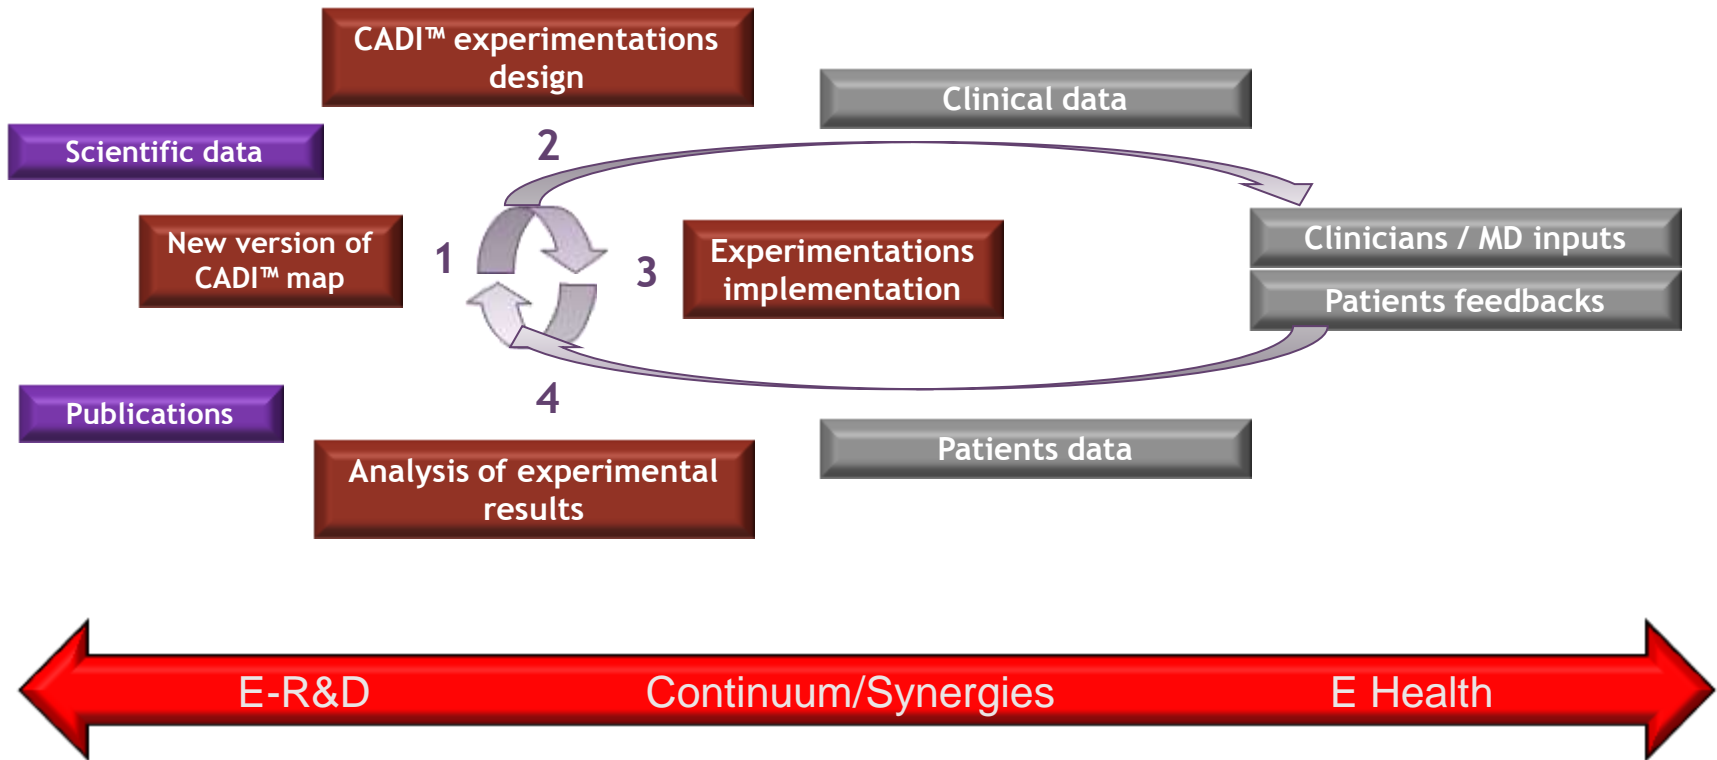 CADI™ experimentations
design
Clinical data
Scientific data
2
New version of
CADI™ map
1
3
Experimentations
implementation
Clinicians / MD inputs
Patients feedbacks
4
Publications
Analysis of experimental
results
Patients data
E-R&D
Continuum/Synergies
E Health